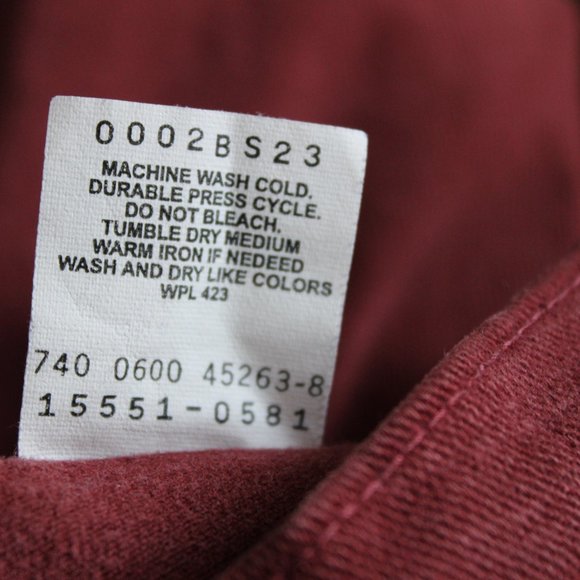 0002BS23
MACHINE WASH COLD.
DURABLE PRESS CYCLE.
DO NOT BLEACH.
TUMBLE DRY MEDIUM
WARM IRON IF NEDEED
WASH AND DRY LIKE COLORS
WPL 423
740 0600 45263-8
15551-0581